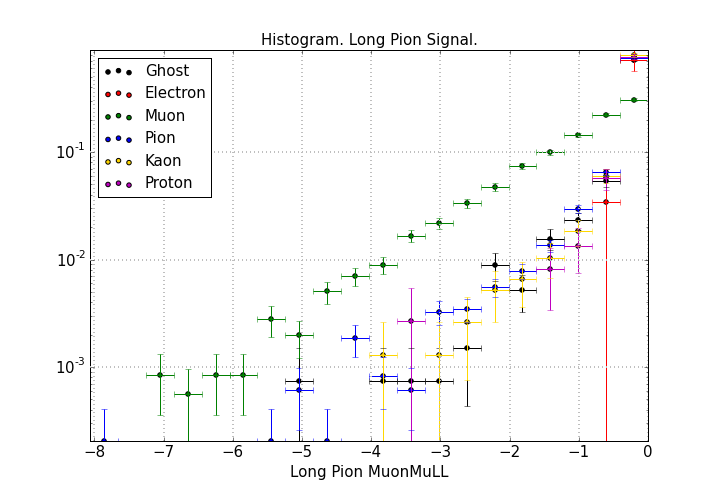 Histogram. Long Pion Signal.
Ghost
Electron
Muon
Pion
Kaon
Proton
10^-1
10^-2
10^-3
−8 −7 −6 −5 −4 −3 −2 −1 0
Long Pion MuonMuLL